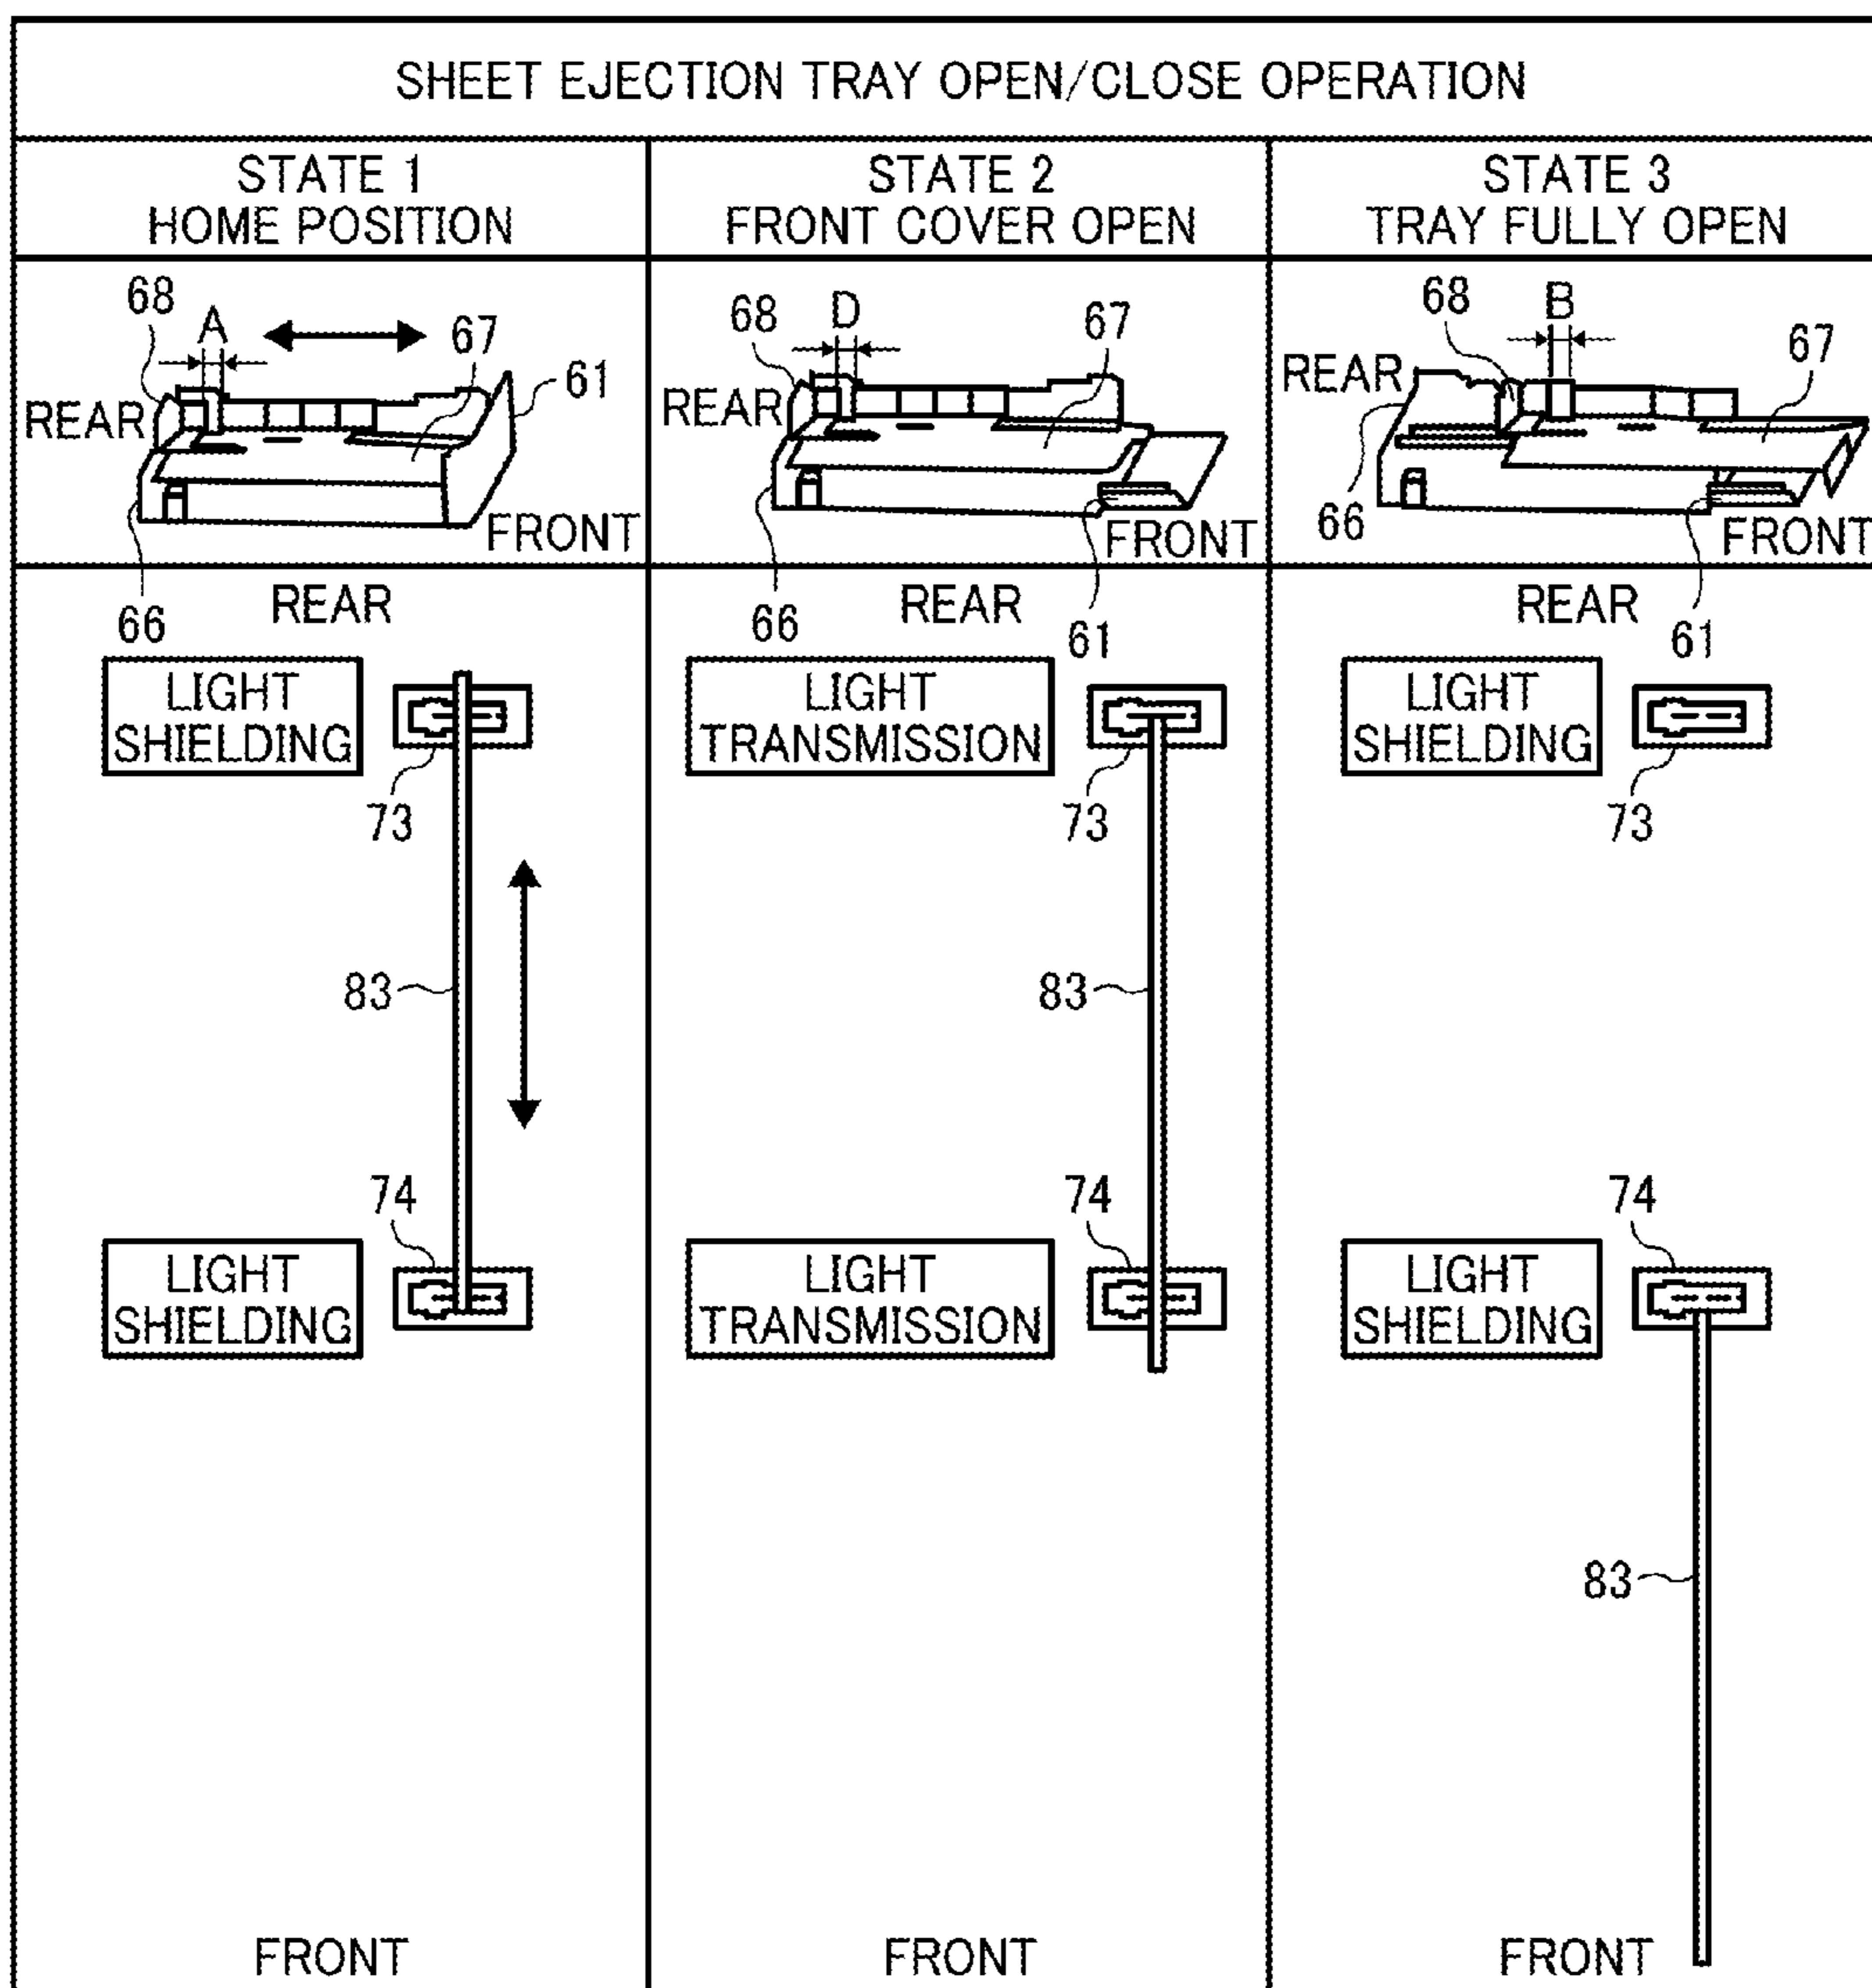 SHEET EJECTION TRAY OPEN/CLOSE OPERATION
STATE 1
HOME POSITION
STATE 2
FRONT COVER OPEN
STATE 3
TRAY FULLY OPEN
68
A
67
61
REAR
FRONT
66
68
D
67
REAR
FRONT
66
61
68
B
67
REAR
66
FRONT
61
REAR
LIGHT
SHIELDING
73
83
74
LIGHT
SHIELDING
FRONT
REAR
LIGHT
TRANSMISSION
73
83
74
LIGHT
TRANSMISSION
FRONT
REAR
LIGHT
SHIELDING
73
74
LIGHT
SHIELDING
83
FRONT